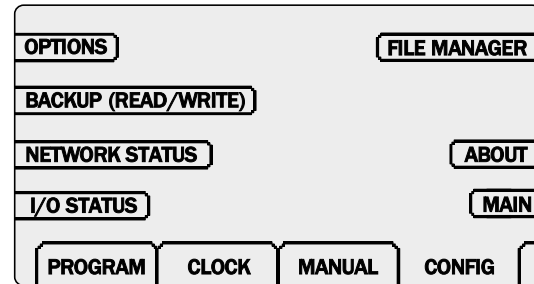 OPTIONS
FILE MANAGER
BACKUP (READ/WRITE)
NETWORK STATUS
ABOUT
I/O STATUS
MAIN
PROGRAM
CLOCK
MANUAL
CONFIG